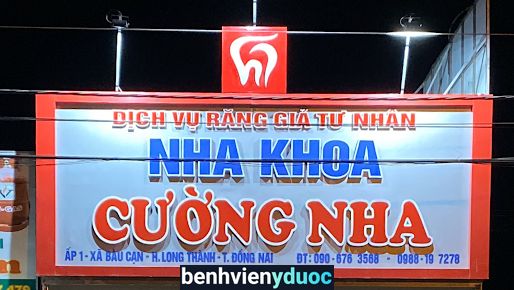 DỊCH VỤ RĂNG GIẢ TƯ NHÂN
NHA KHOA
CƯỜNG NHA
ẤP 1 - XÃ BÀU CẠN - H. LONG THÀNH - T. ĐỒNG NAI ĐT: 090 - 676 3568 - 0988 - 19 7278
benhvienyduoc